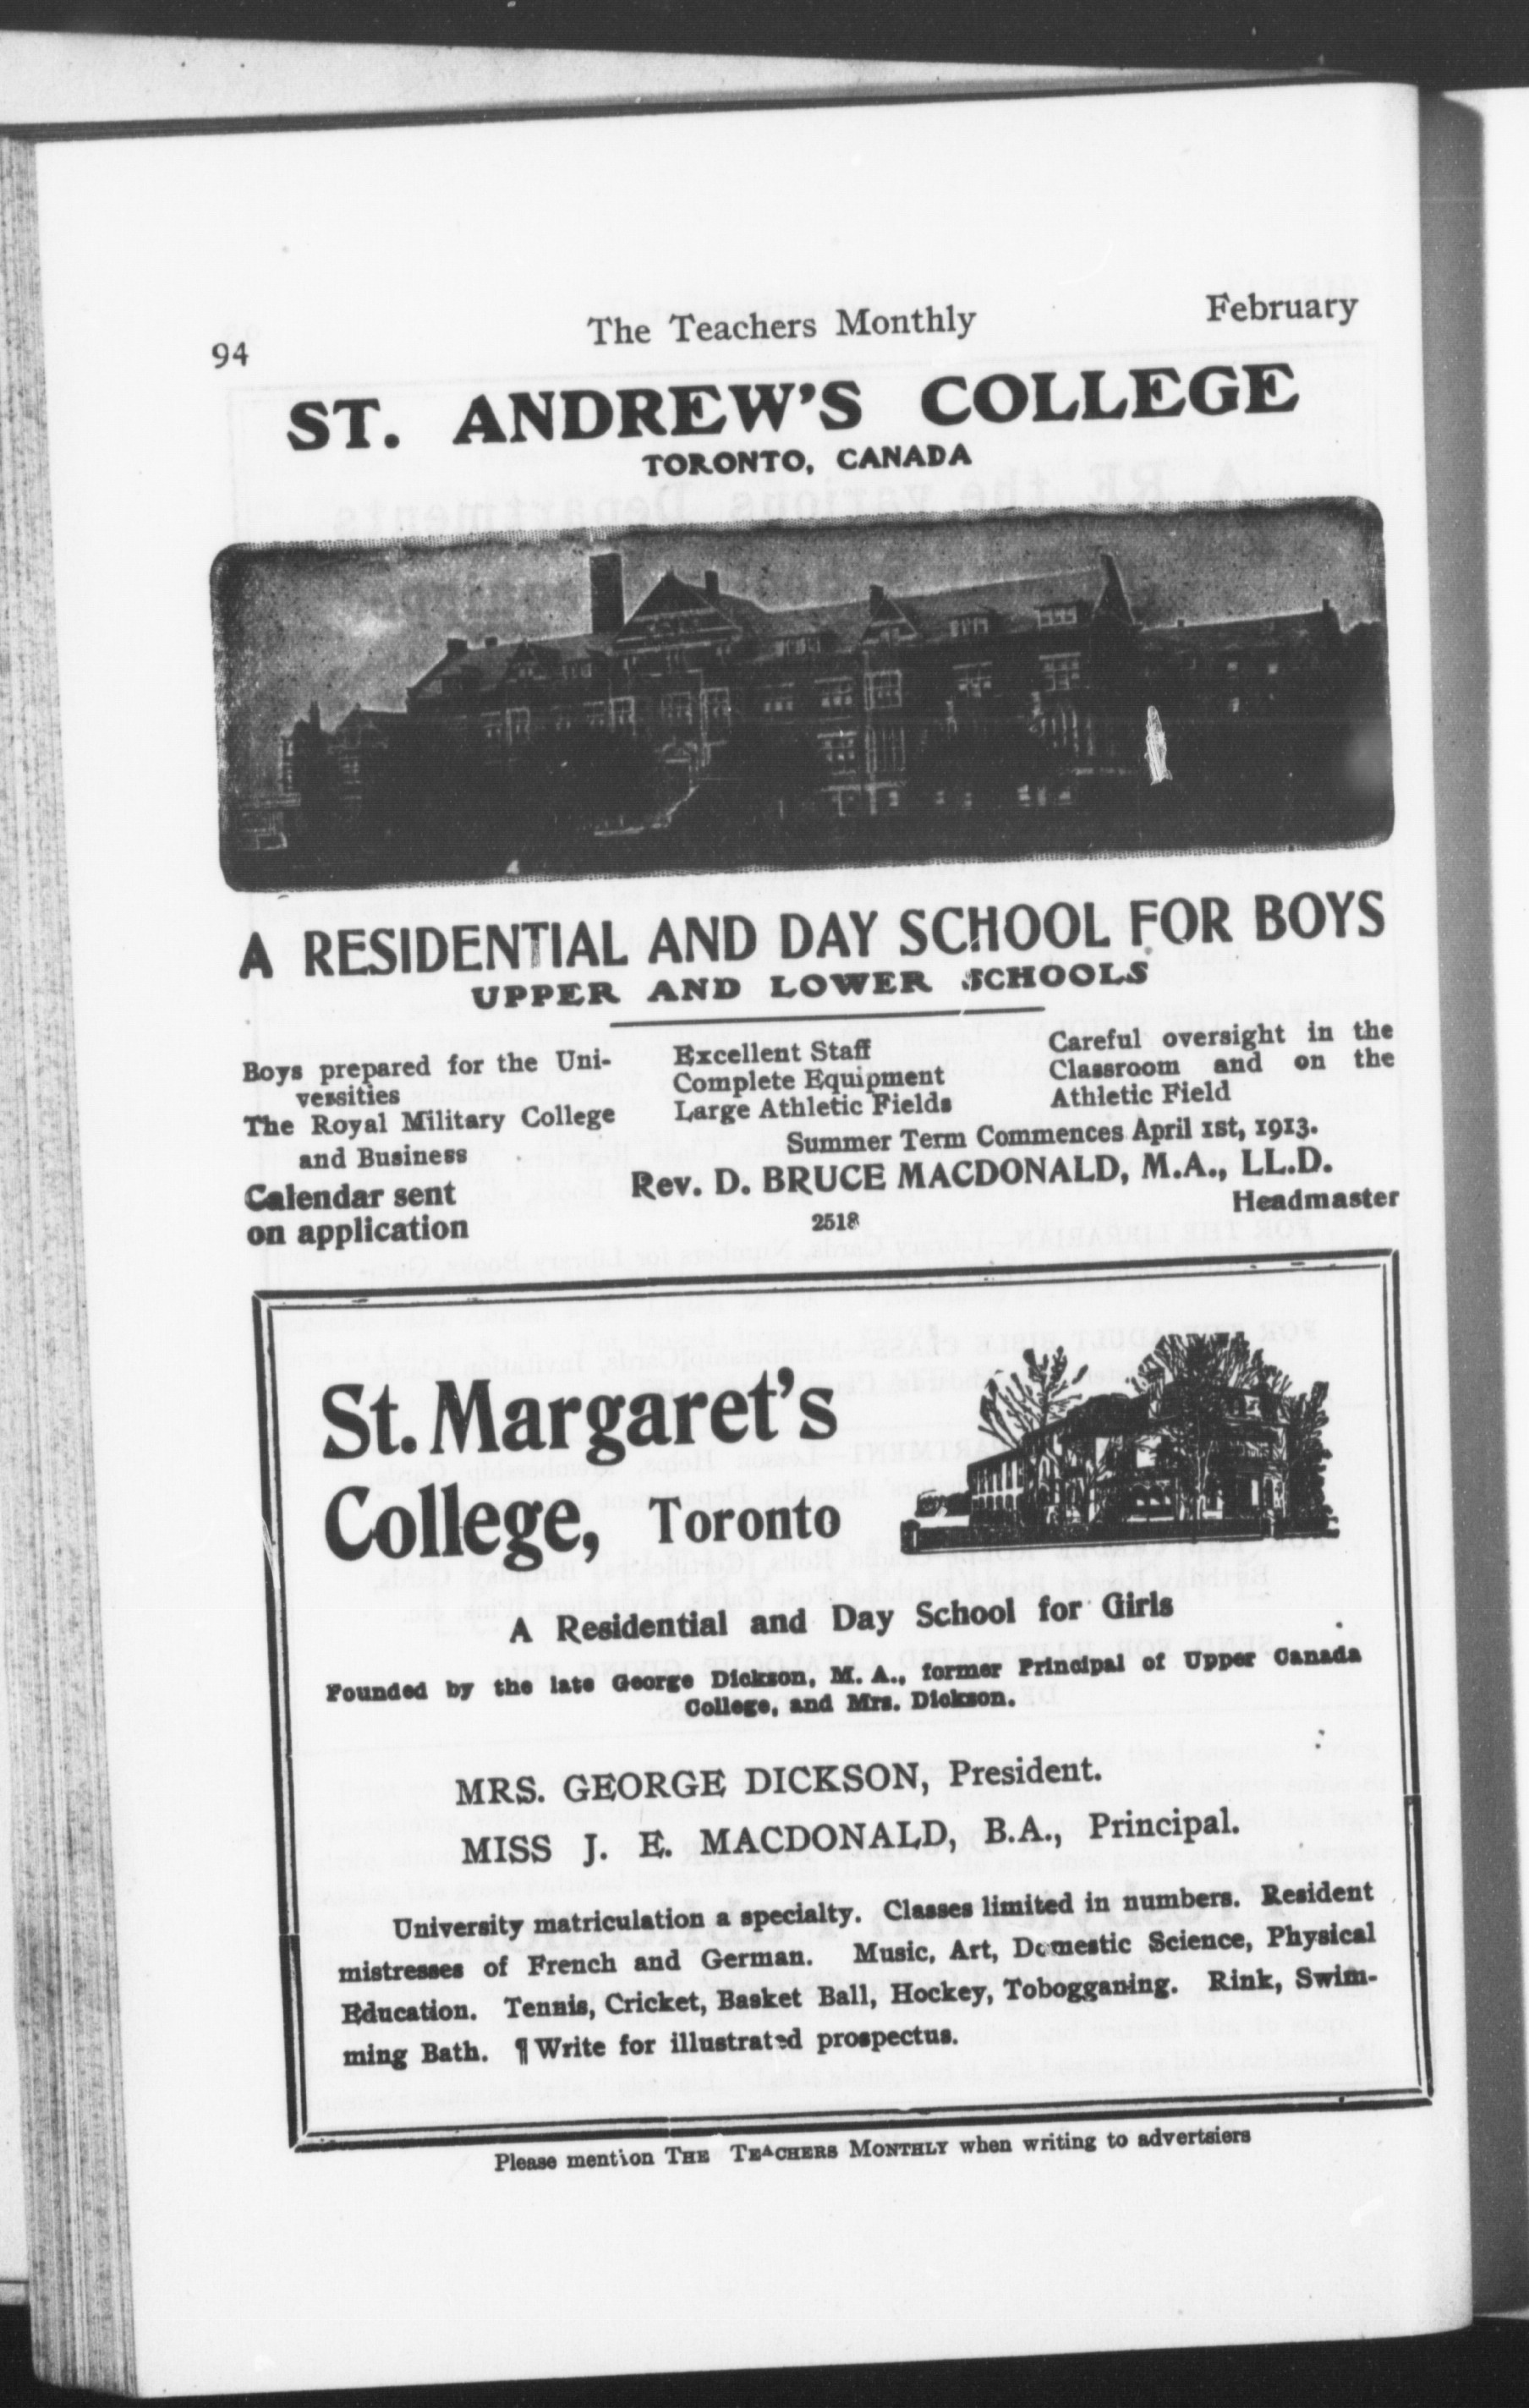 94
The Teachers Monthly
February
ST. ANDREW'S COLLEGE
TORONTO, CANADA
A RESIDENTIAL AND DAY SCHOOL FOR BOYS
UPPER AND LOWER SCHOOLS
Boys prepared for the Uni-
versities
The Royal Military College
and Business
Calendar sent
on application
Excellent Staff
Complete Equipment
Large Athletic Fields
Careful oversight in the
Classroom and on the
Athletic Field
Summer Term Commences April 1st, 1913.
Rev. D. BRUCE MACDONALD, M.A., LL.D.
Headmaster
2518
St. Margaret's
College, Toronto
A Residential and Day School for Girls
Founded by the late George Dickson, M. A., former Principal of Upper Canada
College, and Mrs. Dickson.
MRS. GEORGE DICKSON, President.
MISS J. E. MACDONALD, B.A., Principal.
University matriculation a specialty. Classes limited in numbers. Resident
mistresses of French and German. Music, Art, Domestic Science, Physical
Education. Tennis, Cricket, Basket Ball, Hockey, Tobogganing. Rink, Swim-
ming Bath. ¶ Write for illustrated prospectus.
Please mention THE TEACHERS MONTHLY when writing to advertsiers